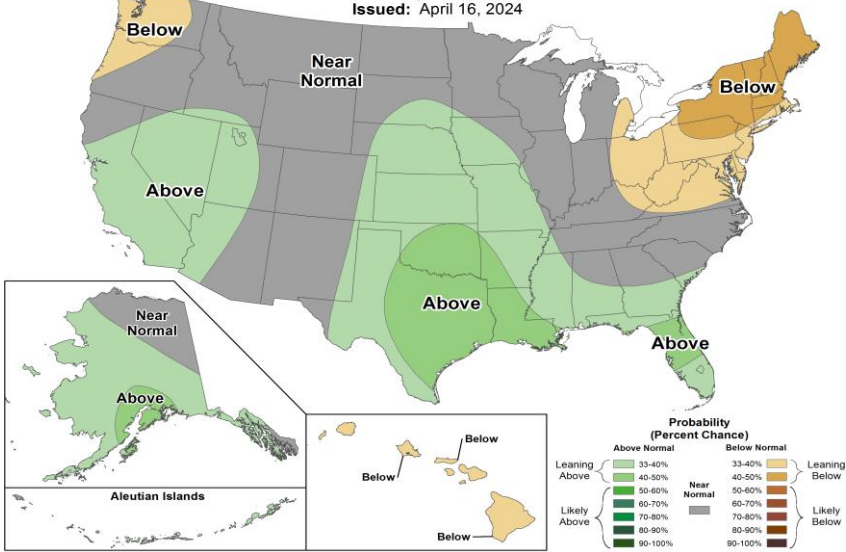 Issued: April 16, 2024
Below
Near
Normal
Below
Above
Above
Above
Near
Normal
Above
Below
Below
Below
Aleutian Islands
Probability
(Percent Chance)
Above Normal
Below Normal
Leaning
Above
33-40%
40-50%
Likely
Above
50-60%
60-70%
70-80%
80-90%
90-100%
Near
Normal
33-40%
40-50%
Leaning
Below
50-60%
60-70%
70-80%
80-90%
90-100%
Likely
Below